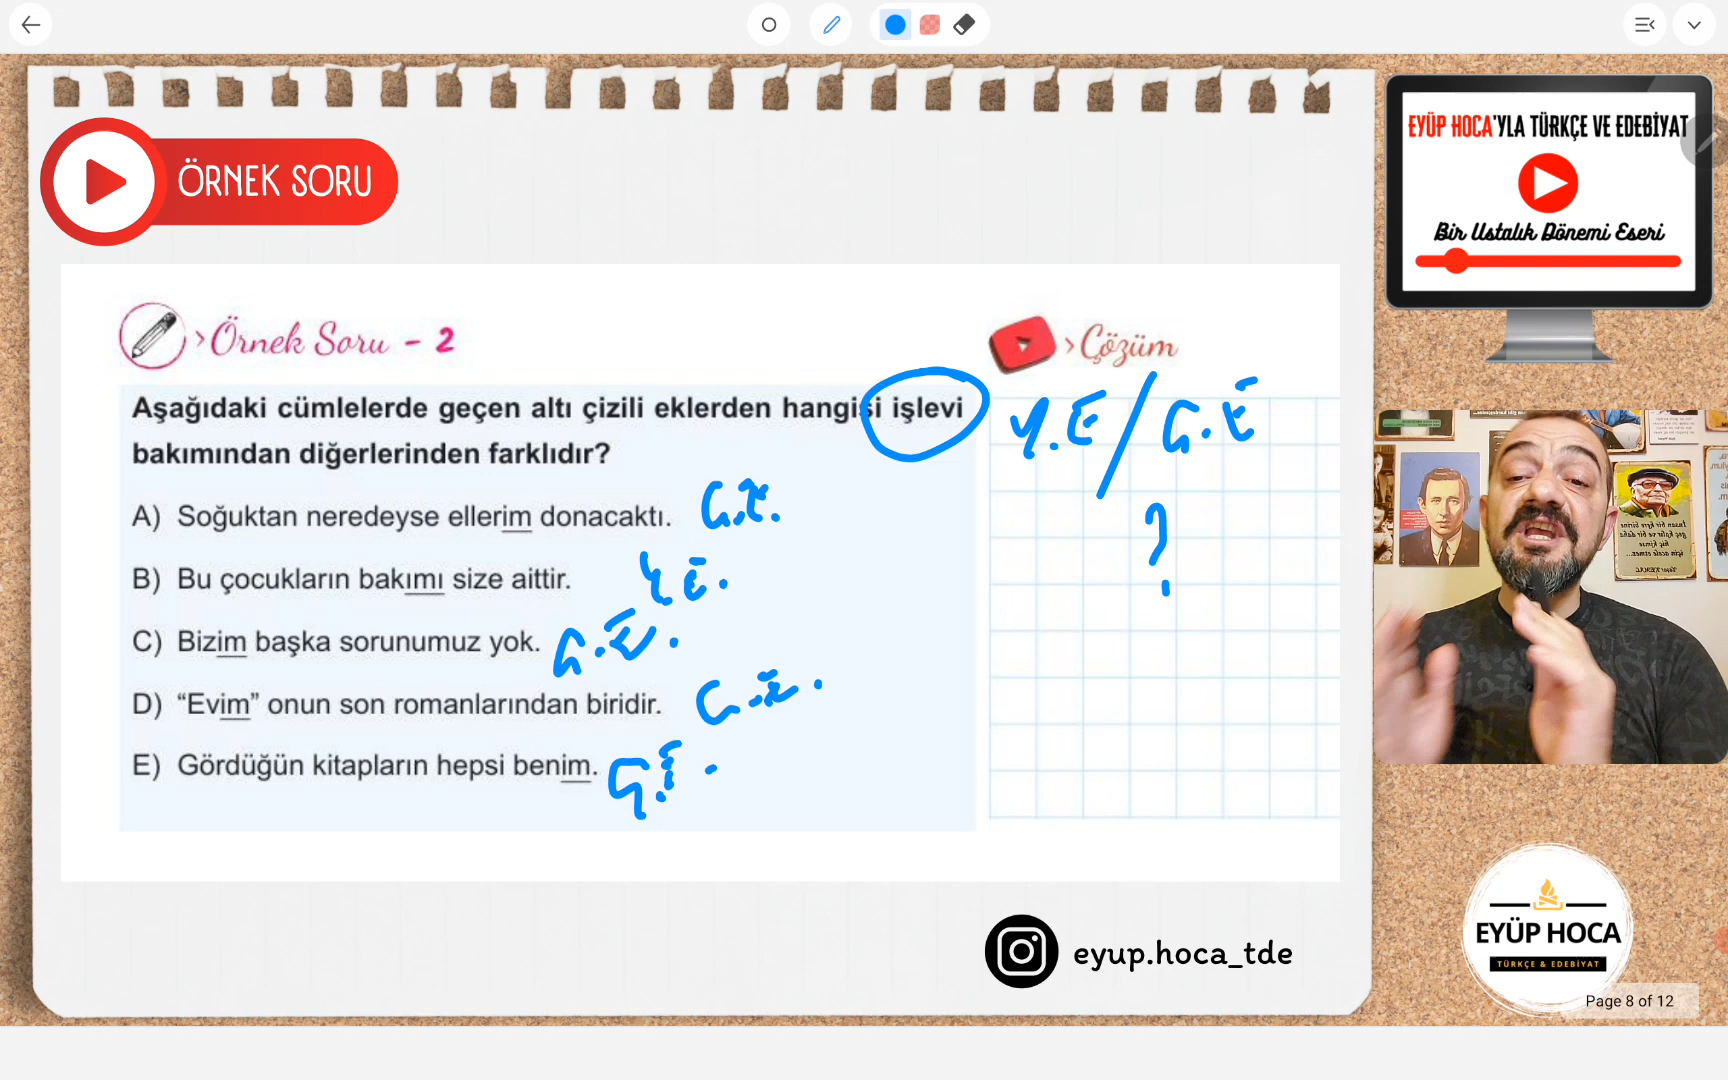 ÖRNEK SORU
EYÜP HOCA'YLA TÜRKÇE VE EDEBİYAT
Bir Ustalık Dönemi Eseri
Örnek Soru - 2
Çözüm
Aşağıdaki cümlelerde geçen altı çizili eklerden hangisi işlevi
bakımından diğerlerinden farklıdır?
Y.E / Ç.E
?
A) Soğuktan neredeyse ellerim donacaktı. Ç.E.
B) Bu çocukların bakımı size aittir. Y E.
C) Bizim başka sorunumuz yok. Ç.E.
D) “Evim” onun son romanlarından biridir. Ç.E.
E) Gördüğün kitapların hepsi benim. Ç.E.
eyup.hoca_tde
EYÜP HOCA
TÜRKÇE & EDEBİYAT
Page 8 of 12